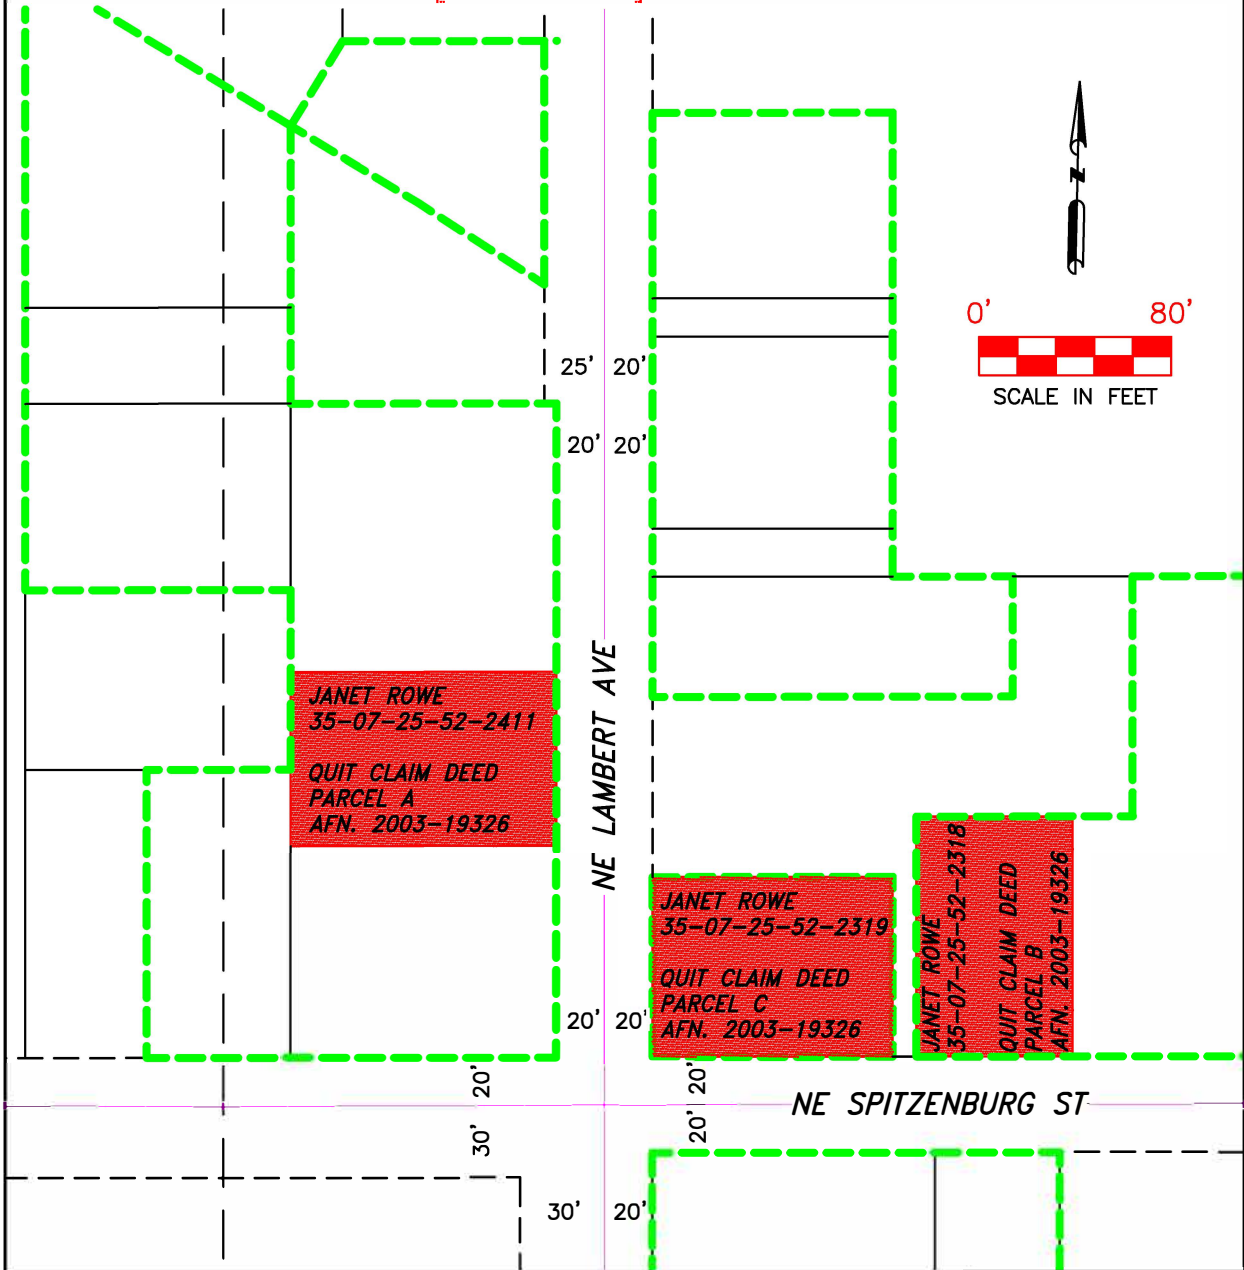 N
0' 80'
SCALE IN FEET
25' 20'
20' 20'
NE LAMBERT AVE
JANET ROWE
35-07-25-52-2411
QUIT CLAIM DEED
PARCEL A
AFN. 2003-19326
JANET ROWE
35-07-25-52-2319
QUIT CLAIM DEED
PARCEL C
AFN. 2003-19326
JANET ROWE
35-07-25-52-2318
QUIT CLAIM DEED
PARCEL B
AFN. 2003-19326
20' 20'
20' 20'
NE SPITZENBURG ST
30' 20'
30' 20'